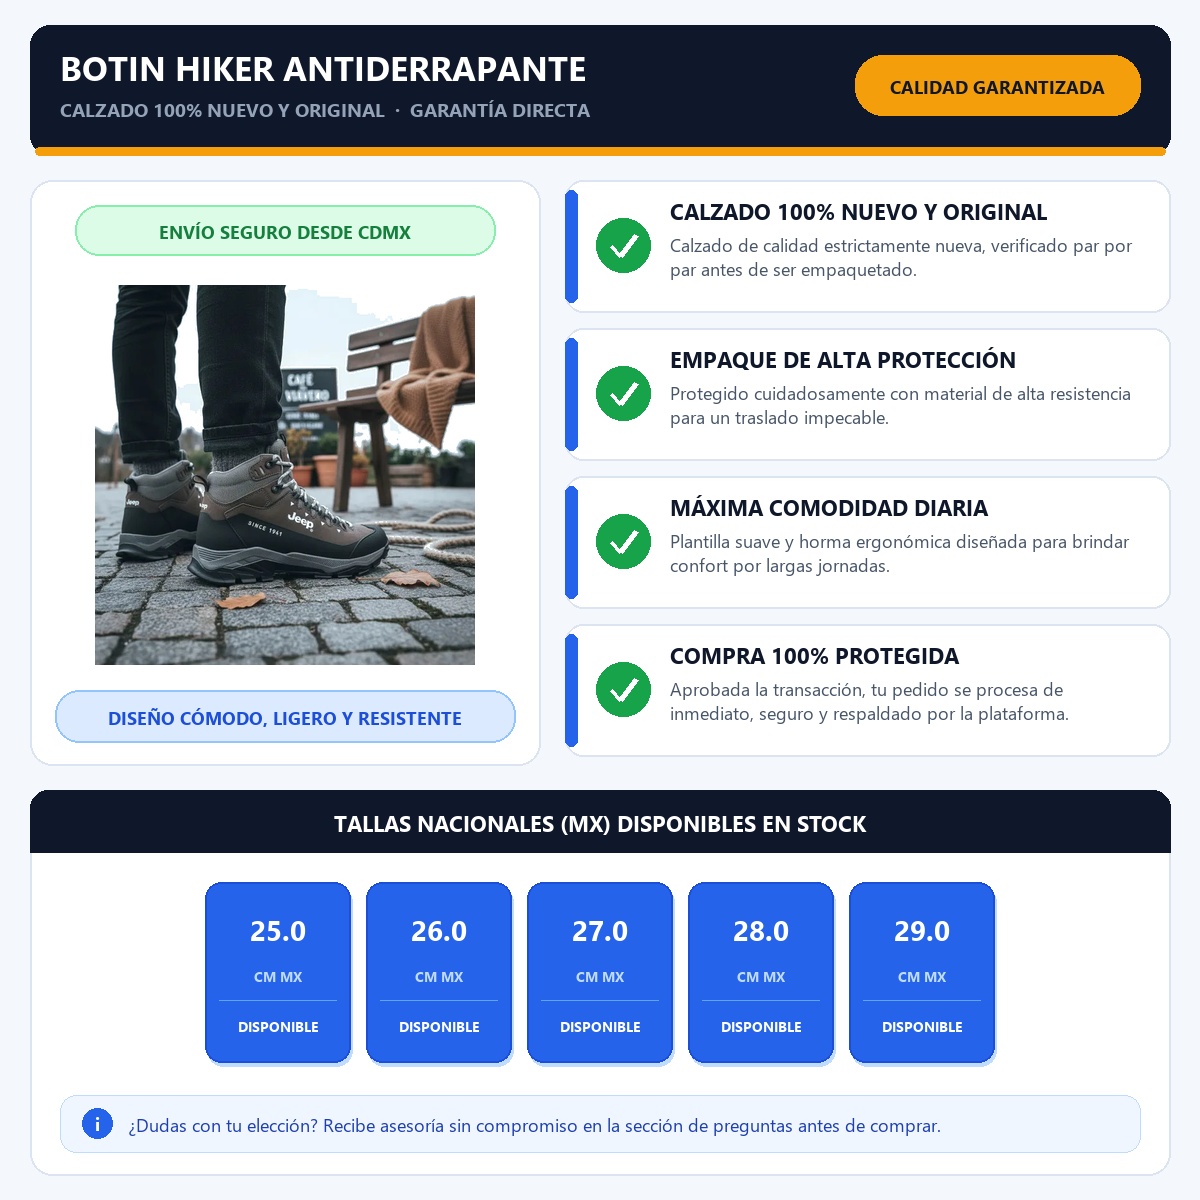 BOTIN HIKER ANTIDERRAPANTE
CALZADO 100% NUEVO Y ORIGINAL · GARANTÍA DIRECTA
CALIDAD GARANTIZADA
ENVÍO SEGURO DESDE CDMX
CAFÉ
Jeep
Jeep
SINCE 1941
DISEÑO CÓMODO, LIGERO Y RESISTENTE
CALZADO 100% NUEVO Y ORIGINAL
Calzado de calidad estrictamente nueva, verificado par por
par antes de ser empaquetado.
EMPAQUE DE ALTA PROTECCIÓN
Protegido cuidadosamente con material de alta resistencia
para un traslado impecable.
MÁXIMA COMODIDAD DIARIA
Plantilla suave y horma ergonómica diseñada para brindar
confort por largas jornadas.
COMPRA 100% PROTEGIDA
Aprobada la transacción, tu pedido se procesa de
inmediato, seguro y respaldado por la plataforma.
TALLAS NACIONALES (MX) DISPONIBLES EN STOCK
25.0
CM MX
DISPONIBLE
26.0
CM MX
DISPONIBLE
27.0
CM MX
DISPONIBLE
28.0
CM MX
DISPONIBLE
29.0
CM MX
DISPONIBLE
¿Dudas con tu elección? Recibe asesoría sin compromiso en la sección de preguntas antes de comprar.